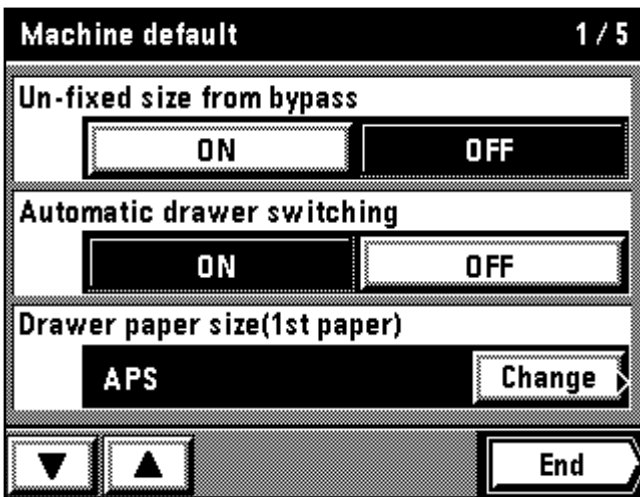 Machine default 1/5
Un-fixed size from bypass
ON OFF
Automatic drawer switching
ON OFF
Drawer paper size(1st paper)
APS Change
End